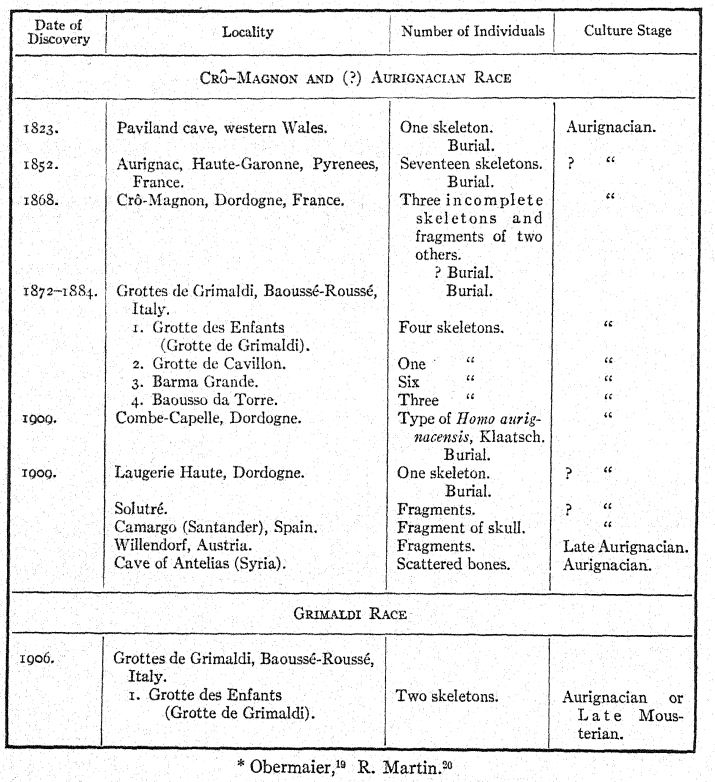 Date of Discovery | Locality | Number of Individuals | Culture Stage
CRÔ-MAGNON AND (?) AURIGNACIAN RACE
1823. | Paviland cave, western Wales. | One skeleton. | Aurignacian.
Burial.
1852. | Aurignac, Haute-Garonne, Pyrenees, | Seventeen skeletons. | ? “
France. | Burial.
1868. | Crô-Magnon, Dordogne, France. | Three incomplete | “
skeletons and
fragments of two
others.
? Burial.
1872–1884. | Grottes de Grimaldi, Baoussé-Roussé, | Burial.
Italy.
1. Grotte des Enfants | Four skeletons. | “
(Grotte de Grimaldi).
2. Grotte de Cavillon. | One “ | “
3. Barma Grande. | Six “ | “
4. Baousso da Torre. | Three “ | “
1909. | Combe-Capelle, Dordogne. | Type of Homo aurig- | “
nacensis, Klaatsch.
Burial.
1909. | Laugerie Haute, Dordogne. | One skeleton. | ? “
Burial.
Solutré. | Fragments. | ? “
Camargo (Santander), Spain. | Fragment of skull. | “
Willendorf, Austria. | Fragments. | Late Aurignacian.
Cave of Antelias (Syria). | Scattered bones. | Aurignacian.
GRIMALDI RACE
1906. | Grottes de Grimaldi, Baoussé-Roussé,
Italy.
1. Grotte des Enfants | Two skeletons. | Aurignacian or
(Grotte de Grimaldi). | Late Mous-
terian.
* Obermaier,¹⁹ R. Martin.²⁰